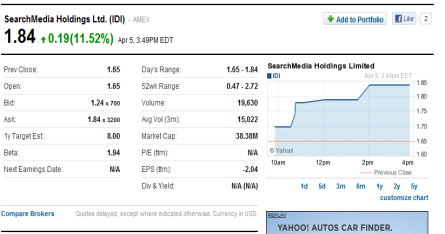 SearchMedia Holdings Ltd. (IDI) - AMEX
Add to Portfolio
Like 2
1.84 0.19(11.52%) Apr 5, 3:49PM EDT
Prev Close: 1.65
Open: 1.65
Bid: 1.24 x 700
Ask: 1.84 x 3200
1y Target Est: 8.00
Beta: 1.94
Next Earnings Date: N/A
Day's Range: 1.65 - 1.84
52wk Range: 0.47 - 2.72
Volume: 19,630
Avg Vol (3m): 15,022
Market Cap: 38.38M
P/E (ttm): N/A
EPS (ttm): -2.04
Div & Yield: N/A (N/A)
SearchMedia Holdings Limited
IDI Apr 5, 3:49pm EDT
1.85
1.80
1.75
1.70
1.65
1.60
© Yahoo!
10am 12pm 2pm 4pm
Previous Close
1d 5d 3m 6m 1y 2y 5y
customize chart
Compare Brokers
Quotes delayed, except where indicated otherwise. Currency in USD.
REPLAY
YAHOO! AUTOS CAR FINDER.